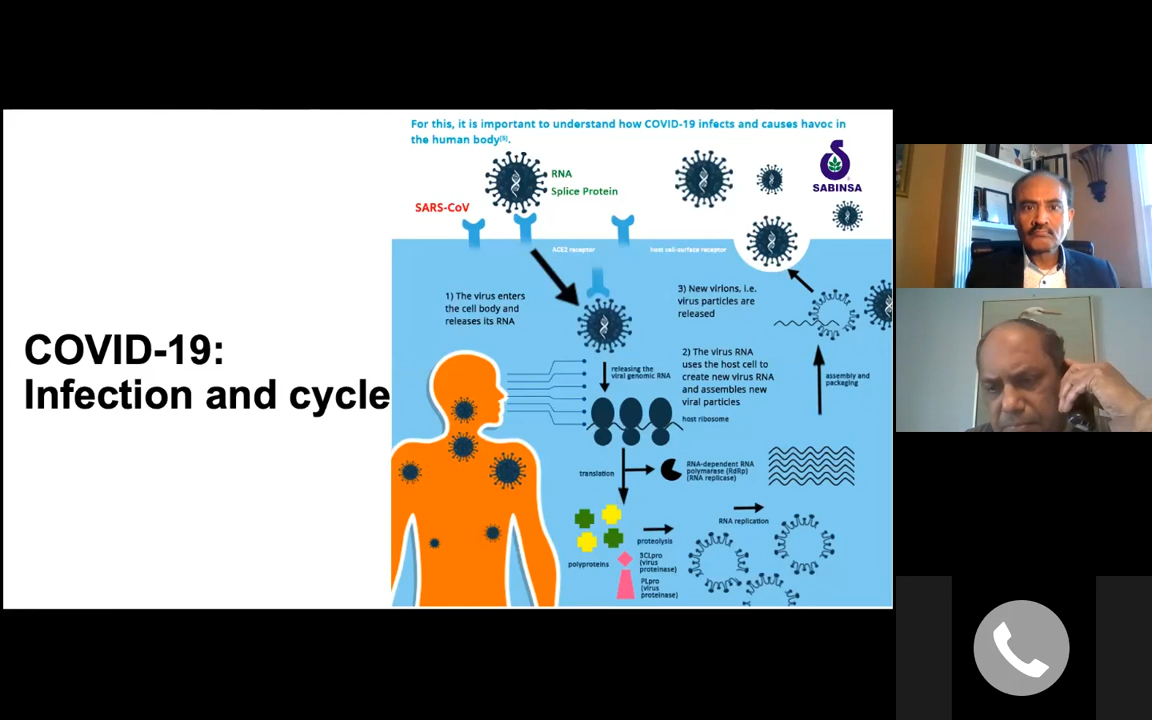 For this, it is important to understand how COVID-19 infects and causes havoc in
the human body⁽⁵⁾.
RNA
Splice Protein
SABINSA
SARS-CoV
ACE2 receptor
host cell-surface receptor
1) The virus enters
the cell body and
releases its RNA
3) New virions, i.e.
virus particles are
released
COVID-19:
Infection and cycle
2) The virus RNA
uses the host cell to
create new virus RNA
and assembles new
viral particles
releasing the
viral genomic RNA
assembly and
packaging
host ribosome
translation
RNA-dependent RNA
polymarase (RdRp)
(RNA replicase)
RNA replication
proteolysis
polyproteins
3CLpro
(virus
proteinase)
PLpro
(virus
proteinase)